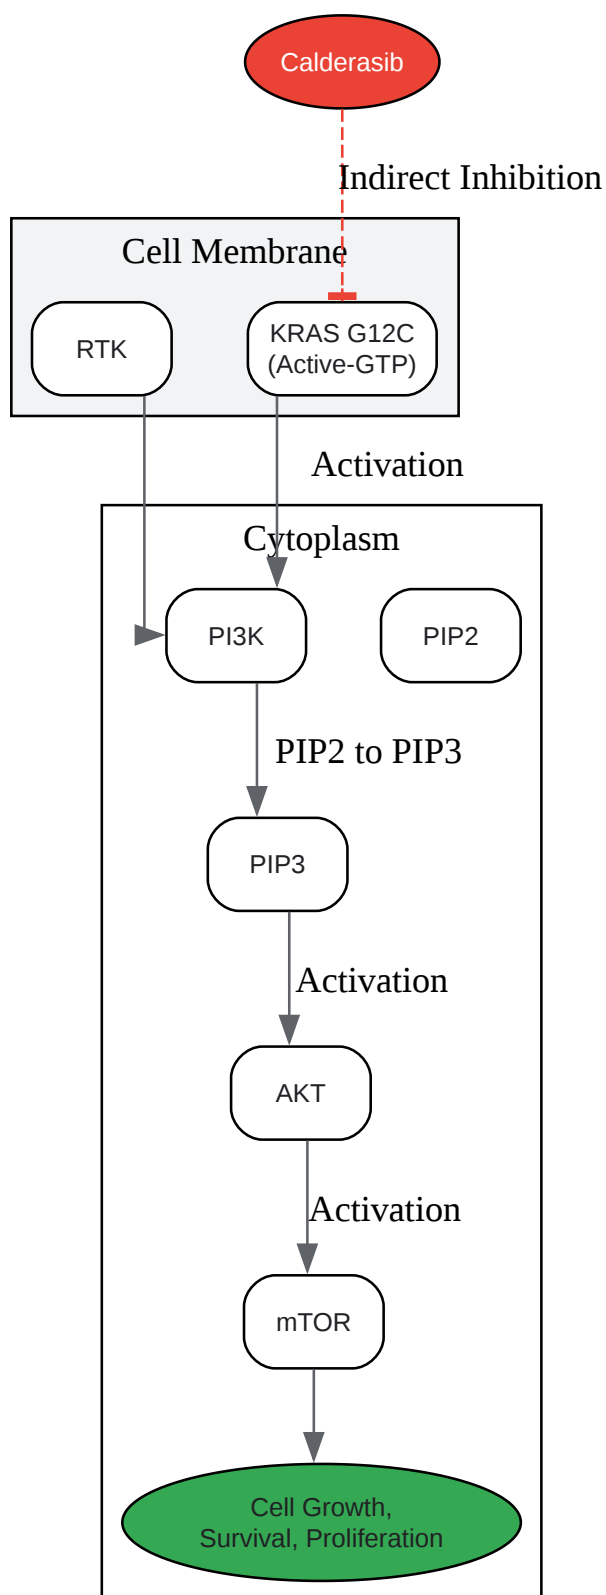 Calderasib
Indirect Inhibition
Cell Membrane
RTK
KRAS G12C
(Active-GTP)
Activation
Cytoplasm
PI3K
PIP2
PIP2 to PIP3
PIP3
Activation
AKT
Activation
mTOR
Cell Growth,
Survival, Proliferation